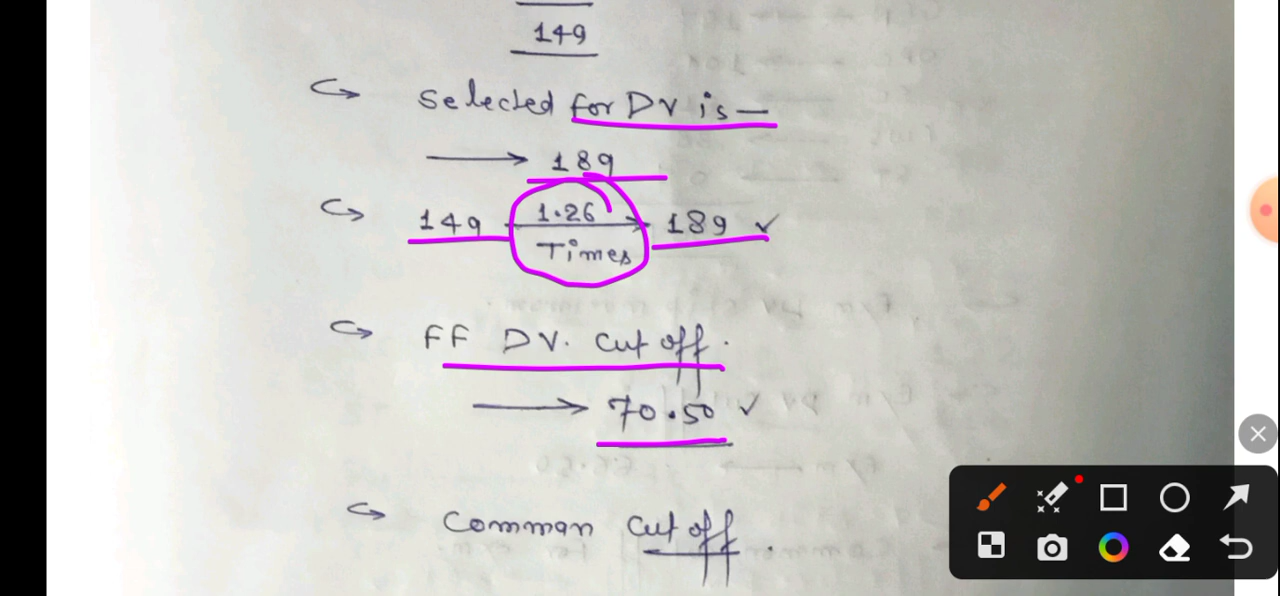 149
↪ Selected for DV is —
→ 189
↪ 149 1.26 Times → 189 ✓
↪ FF DV. Cut off.
→ 70.50 ✓
↪ Comman Cut off.